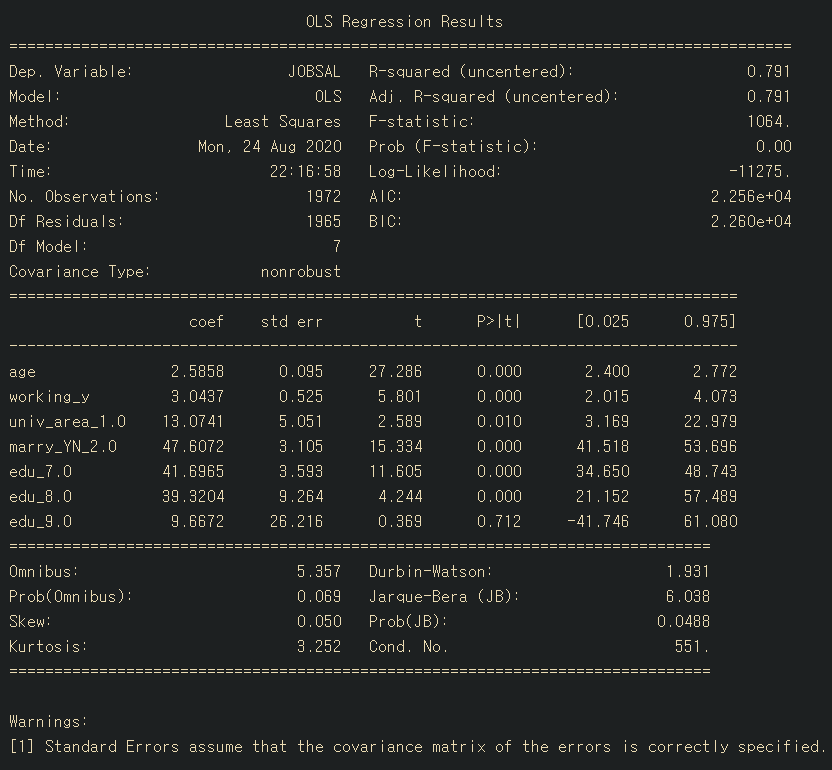 OLS Regression Results
==============================================================================
Dep. Variable: JOBSAL R-squared (uncentered): 0.791
Model: OLS Adj. R-squared (uncentered): 0.791
Method: Least Squares F-statistic: 1064.
Date: Mon, 24 Aug 2020 Prob (F-statistic): 0.00
Time: 22:16:58 Log-Likelihood: -11275.
No. Observations: 1972 AIC: 2.256e+04
Df Residuals: 1965 BIC: 2.260e+04
Df Model: 7
Covariance Type: nonrobust
==============================================================================
coef std err t P>|t| [0.025 0.975]
------------------------------------------------------------------------------
age 2.5858 0.095 27.286 0.000 2.400 2.772
working_y 3.0437 0.525 5.801 0.000 2.015 4.073
univ_area_1.0 13.0741 5.051 2.589 0.010 3.169 22.979
marry_YN_2.0 47.6072 3.105 15.334 0.000 41.518 53.696
edu_7.0 41.6965 3.593 11.605 0.000 34.650 48.743
edu_8.0 39.3204 9.264 4.244 0.000 21.152 57.489
edu_9.0 9.6672 26.216 0.369 0.712 -41.746 61.080
==============================================================================
Omnibus: 5.357 Durbin-Watson: 1.931
Prob(Omnibus): 0.069 Jarque-Bera (JB): 6.038
Skew: 0.050 Prob(JB): 0.0488
Kurtosis: 3.252 Cond. No. 551.
==============================================================================
Warnings:
[1] Standard Errors assume that the covariance matrix of the errors is correctly specified.